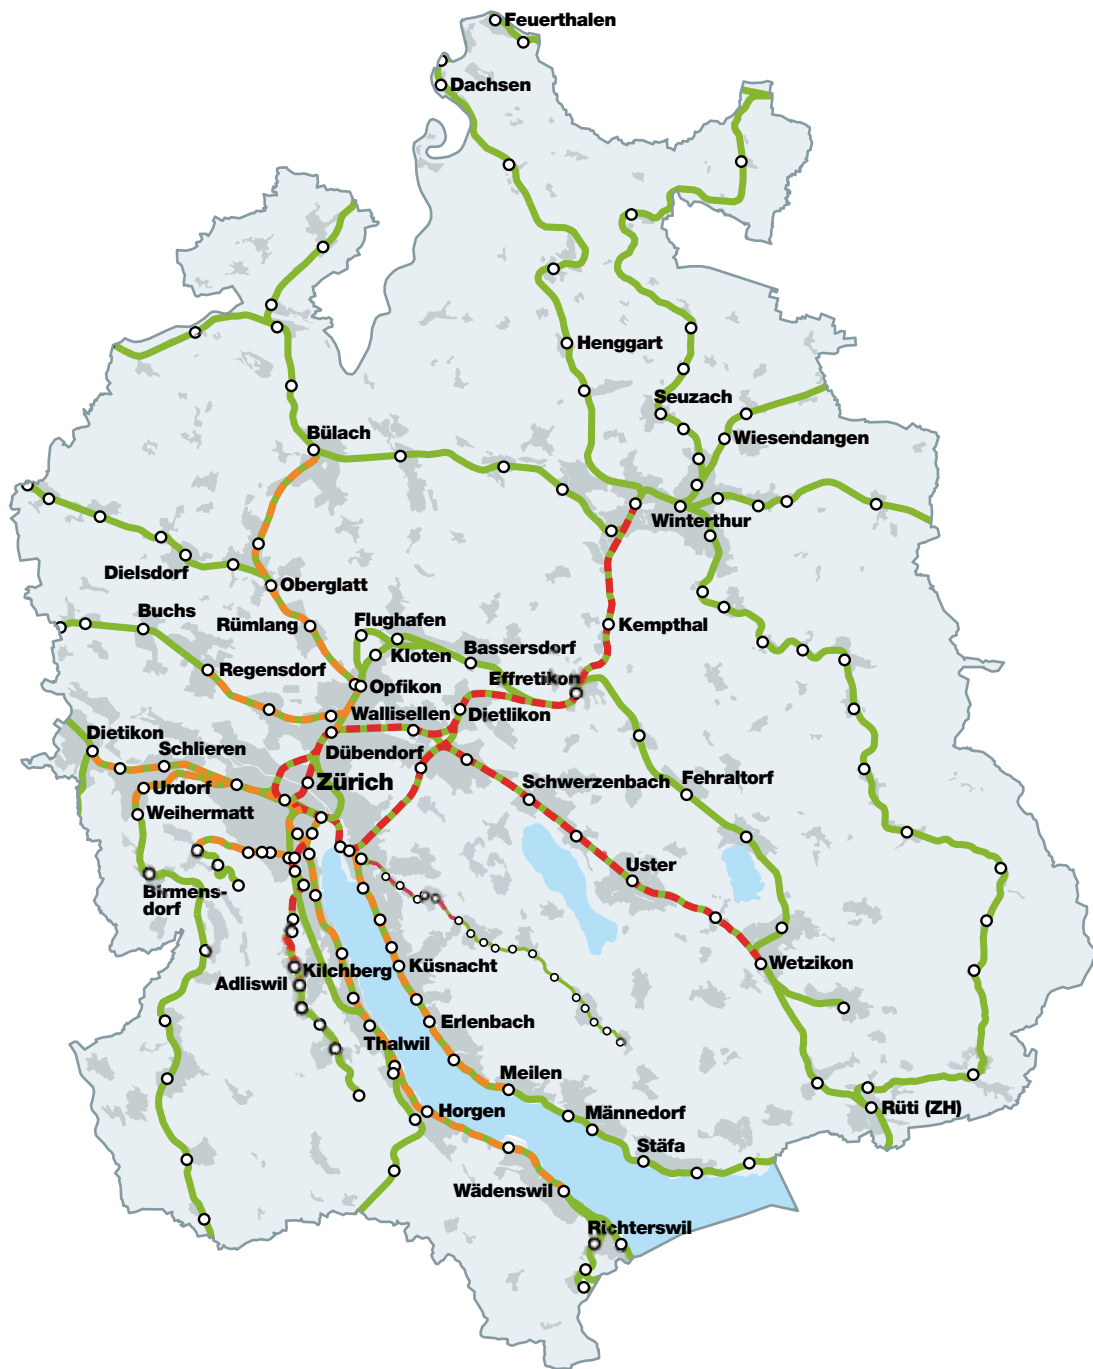 Feuerthalen
Dachsen
Henggart
Seuzach
Wiesendangen
Bülach
Winterthur
Dielsdorf
Oberglatt
Buchs
Rümlang
Flughafen
Kempthal
Kloten
Bassersdorf
Regensdorf
Effretikon
Opfikon
Wallisellen
Dietlikon
Dietikon
Schlieren
Dübendorf
Zürich
Urdorf
Schwerzenbach
Fehraltorf
Weihermatt
Uster
Birmens-
dorf
Wetzikon
Küsnacht
Kilchberg
Adliswil
Erlenbach
Thalwil
Meilen
Horgen
Männedorf
Rüti (ZH)
Stäfa
Wädenswil
Richterswil